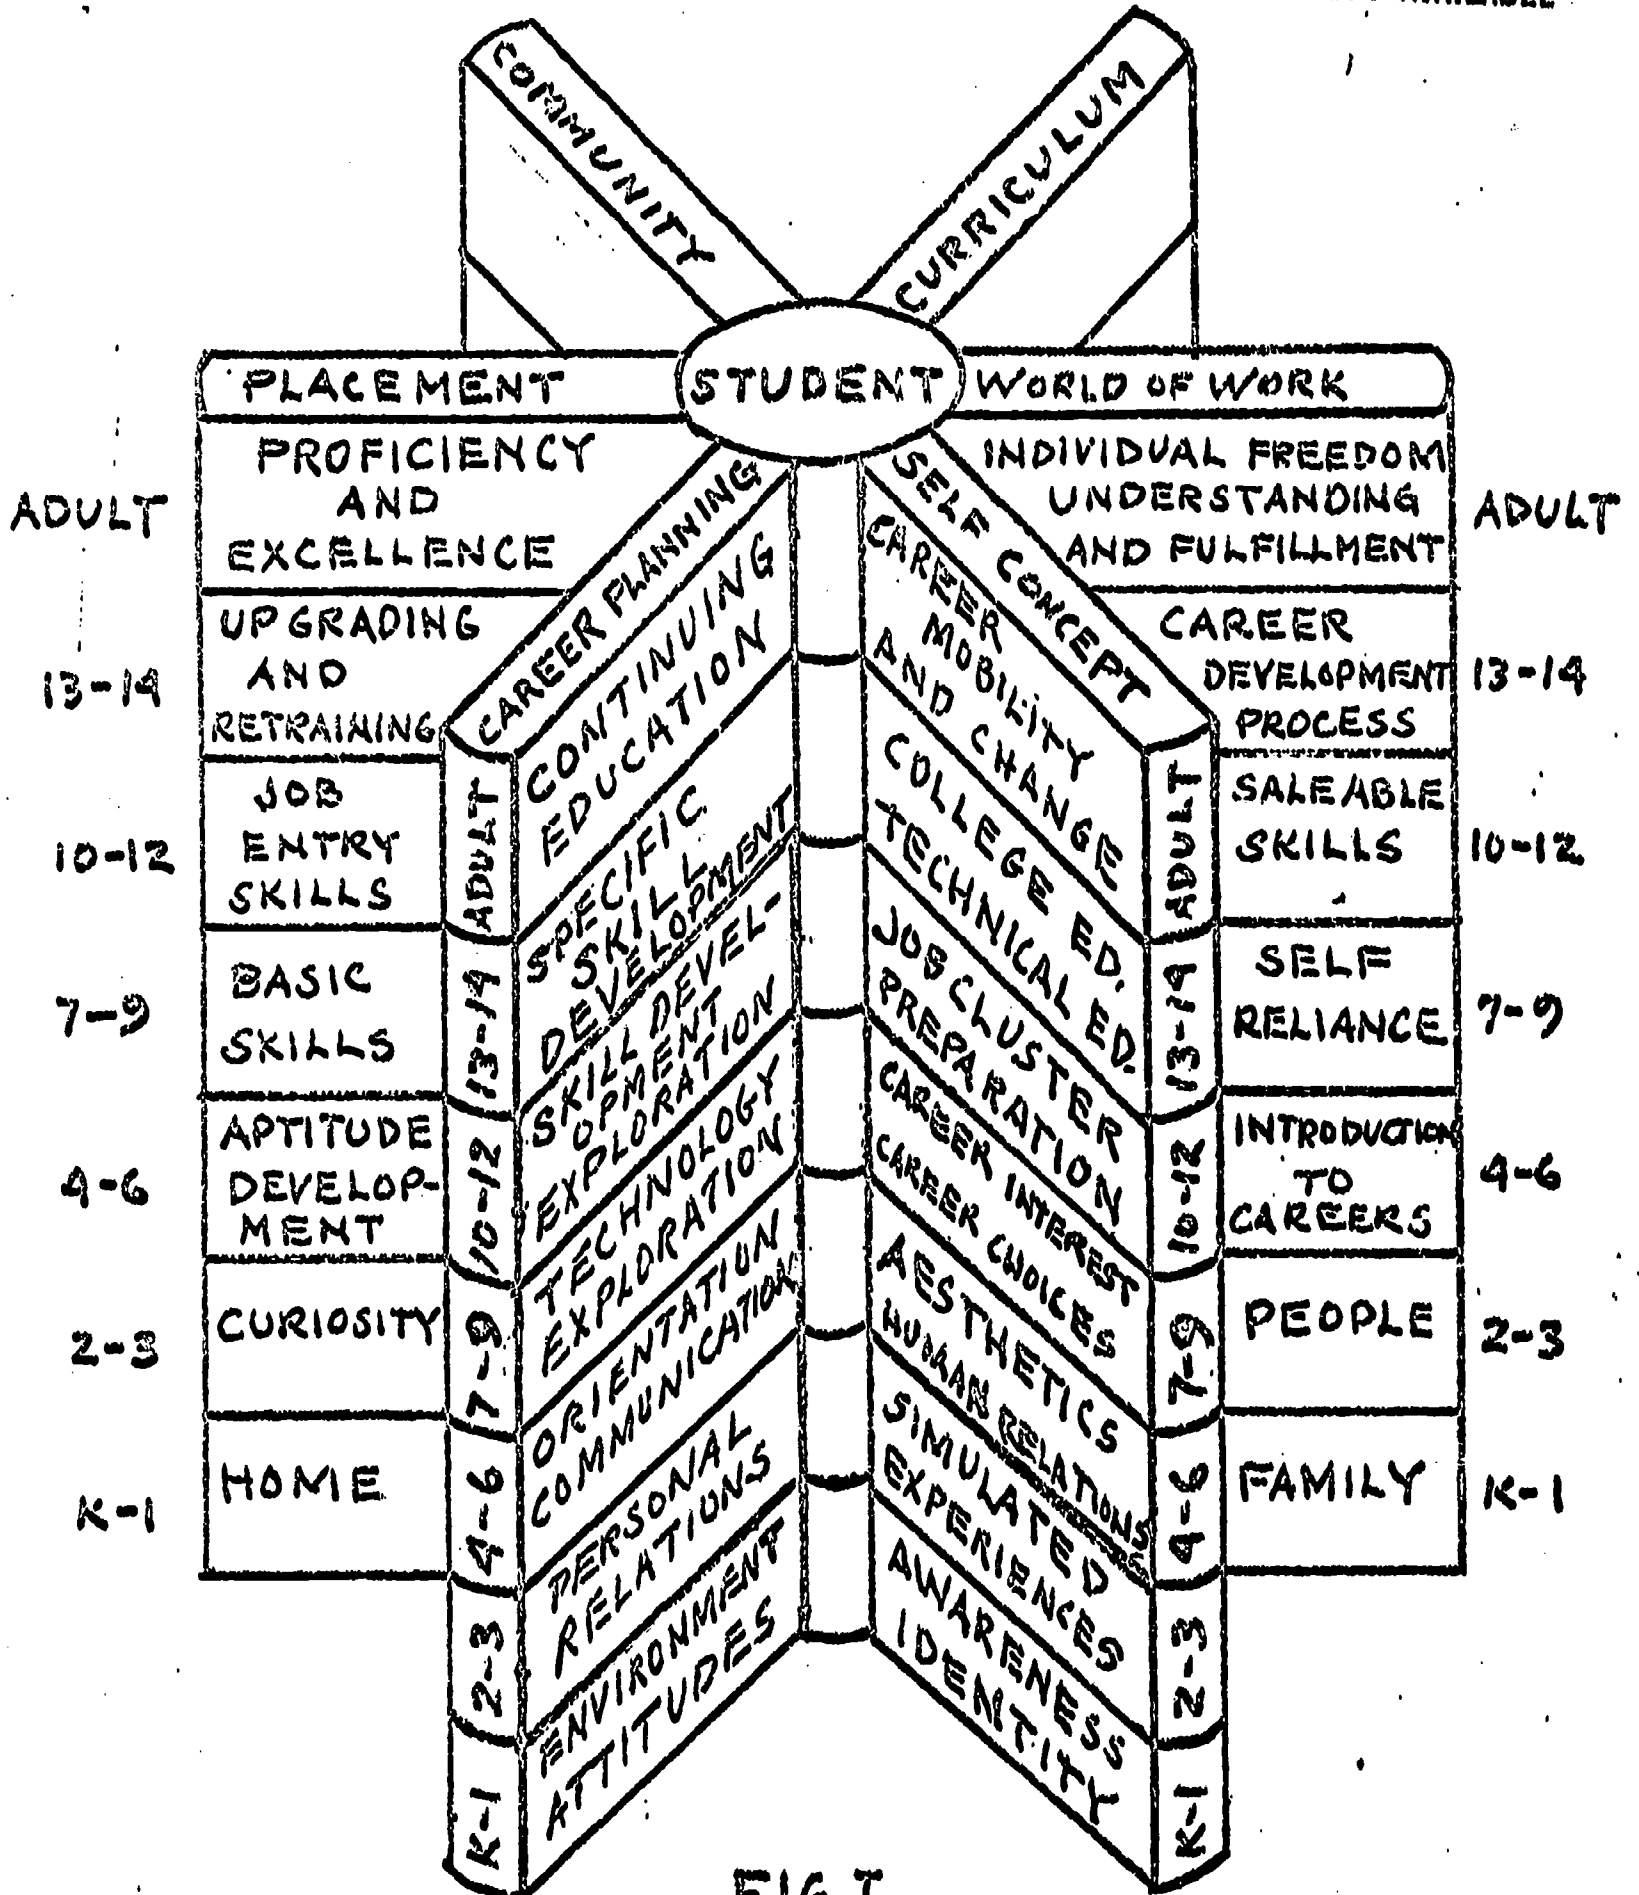 COMMUNITY
CURRICULUM
STUDENT
PLACEMENT
WORLD OF WORK
ADULT
PROFICIENCY
AND
EXCELLENCE
13-14
UPGRADING
AND
RETRAINING
10-12
JOB
ENTRY
SKILLS
7-9
BASIC
SKILLS
4-6
APTITUDE
DEVELOP-
MENT
2-3
CURIOSITY
K-1
HOME
CAREER PLANNING
ADULT
CONTINUING
EDUCATION
13-14
SPECIFIC
SKILL
DEVELOPMENT
10-12
SKILL DEVEL-
OPMENT
EXPLORATION
7-9
TECHNOLOGY
EXPLORATION
4-6
ORIENTATION
COMMUNICATION
2-3
PERSONAL
RELATIONS
K-1
ENVIRONMENT
ATTITUDES
SELF CONCEPT
CAREER
MOBILITY
AND CHANGE
ADULT
COLLEGE ED.
TECHNICAL ED.
13-14
JOB CLUSTER
PREPARATION
10-12
CAREER INTEREST
CAREER CHOICES
7-9
AESTHETICS
HUMAN RELATIONS
4-6
SIMULATED
EXPERIENCES
2-3
AWARENESS
IDENTITY
K-1
INDIVIDUAL FREEDOM
UNDERSTANDING
AND FULFILLMENT
ADULT
CAREER
DEVELOPMENT
PROCESS
13-14
SALEABLE
SKILLS
10-12
SELF
RELIANCE
7-9
INTRODUCTION
TO
CAREERS
4-6
PEOPLE
2-3
FAMILY
K-1
FIG I